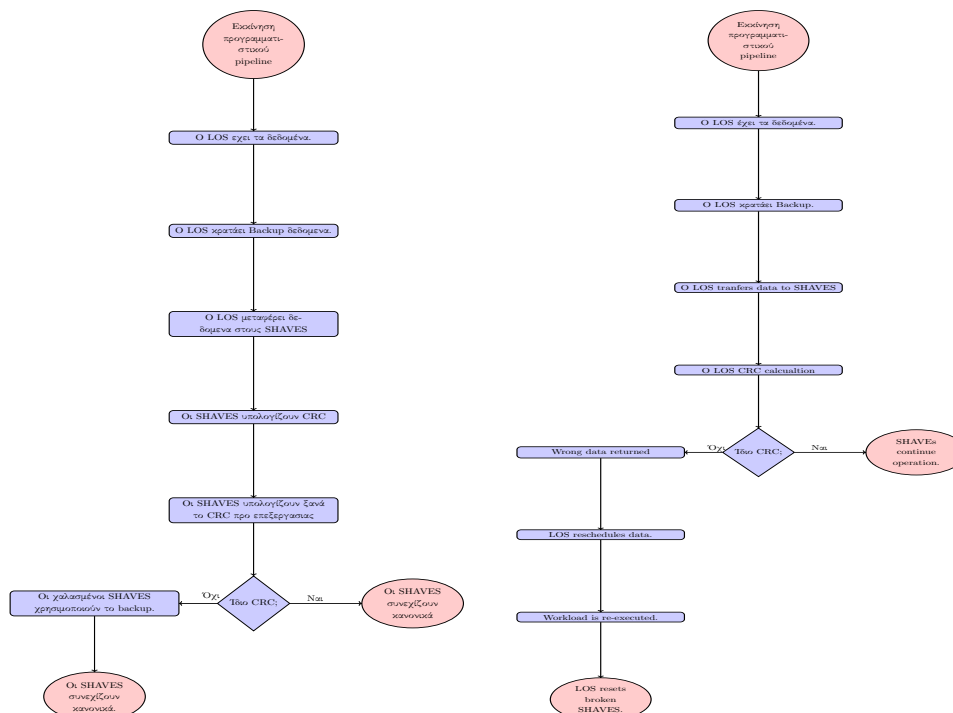 Εκκίνηση
προγραμματι-
στικού
pipeline
Ο LOS εχει τα δεδομένα.
Ο LOS κρατάει Backup δεδομενα.
Ο LOS μεταφέρει δε-
δομενα στους SHAVES
Οι SHAVES υπολογίζουν CRC
Οι SHAVES υπολογίζουν ξανά
το CRC προ επεξεργασιας
Ίδιο CRC;
Όχι
Ναι
Οι χαλασμένοι SHAVES
χρησιμοποιούν το backup.
Οι SHAVES
συνεχίζουν
κανονικά
Οι SHAVES
συνεχίζουν
κανονικά.
Εκκίνηση
προγραμματι-
στικού
pipeline
Ο LOS έχει τα δεδομένα.
Ο LOS κρατάει Backup.
Ο LOS tranfers data to SHAVES
Ο LOS CRC calcualtion
Ίδιο CRC;
Όχι
Ναι
Wrong data returned
SHAVEs
continue
operation.
LOS reschedules data.
Workload is re-executed.
LOS resets
broken
SHAVES.